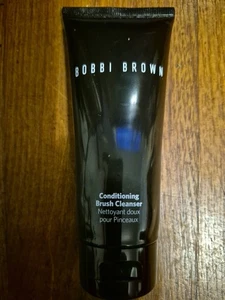 BOBBI BROWN
Conditioning
Brush Cleanser
Nettoyant doux
pour Pinceaux